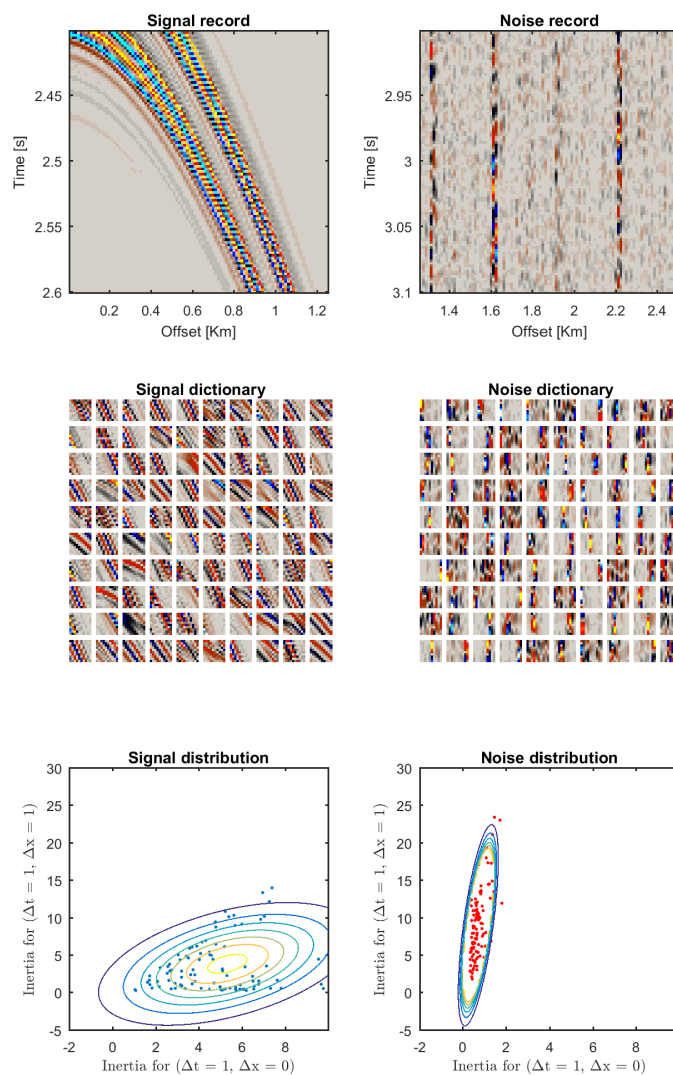 Signal record
Noise record
2.45
2.5
2.55
2.6
Time [s]
0.2 0.4 0.6 0.8 1 1.2
Offset [Km]
2.95
3
3.05
3.1
Time [s]
1.4 1.6 1.8 2 2.2 2.4
Offset [Km]
Signal dictionary
Noise dictionary
Signal distribution
Noise distribution
30
25
20
15
10
5
0
-5
Inertia for (Δt = 1, Δx = 1)
-2 0 2 4 6 8
Inertia for (Δt = 1, Δx = 0)
30
25
20
15
10
5
0
-5
Inertia for (Δt = 1, Δx = 1)
-2 0 2 4 6 8
Inertia for (Δt = 1, Δx = 0)